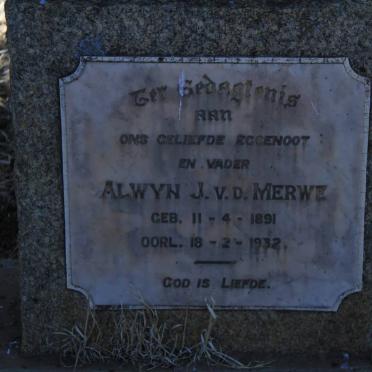 Ter Gedagtenis
AAN
ONS GELIEFDE EGGENOOT
EN VADER
ALWYN J. V. D. MERWE
GEB. 11 - 4 - 1891
OORL. 18 - 2 - 1932.
GOD IS LIEFDE.